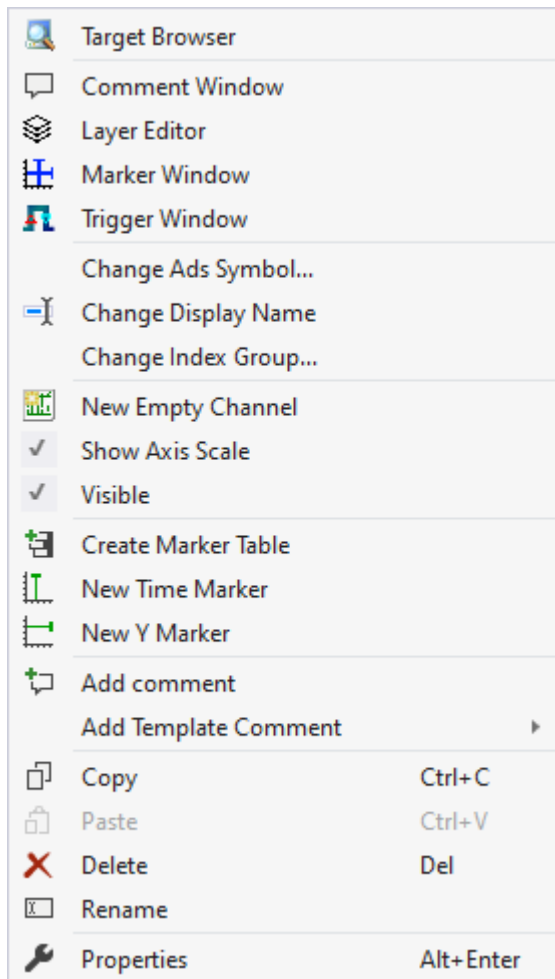 Target Browser
Comment Window
Layer Editor
Marker Window
Trigger Window
Change Ads Symbol...
Change Display Name
Change Index Group...
New Empty Channel
Show Axis Scale
Visible
Create Marker Table
New Time Marker
New Y Marker
Add comment
Add Template Comment
Copy Ctrl+C
Paste Ctrl+V
Delete Del
Rename
Properties Alt+Enter